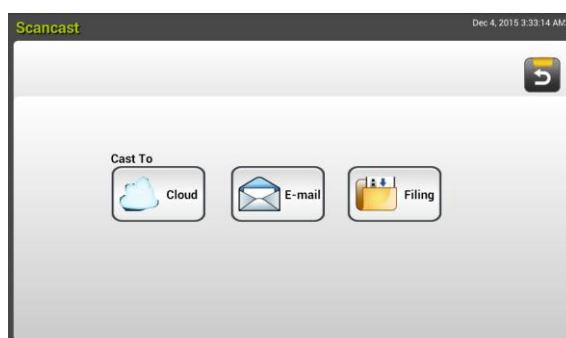 Scancast
Dec 4, 2015 3:33:14 AM
Cast To
Cloud
E-mail
Filing